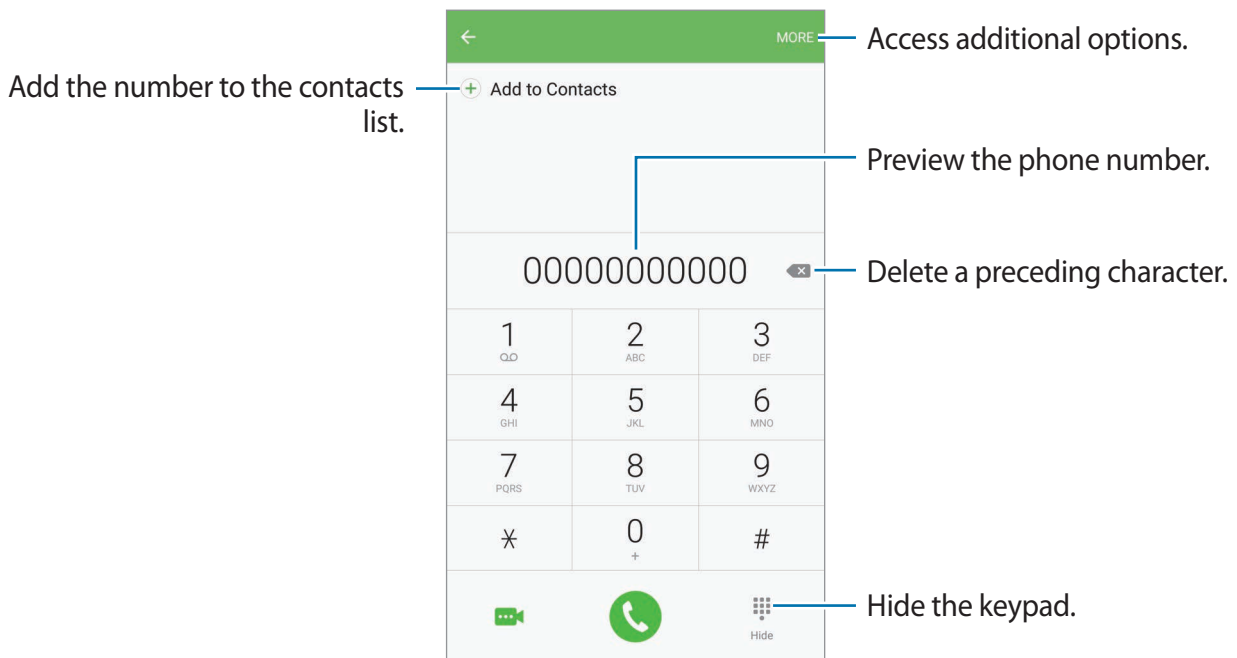 MORE
Access additional options.
Add the number to the contacts
list.
Add to Contacts
Preview the phone number.
00000000000
Delete a preceding character.
1 2 3
ABC DEF
4 5 6
GHI JKL MNO
7 8 9
PQRS TUV WXYZ
* 0 #
+
Hide the keypad.
Hide